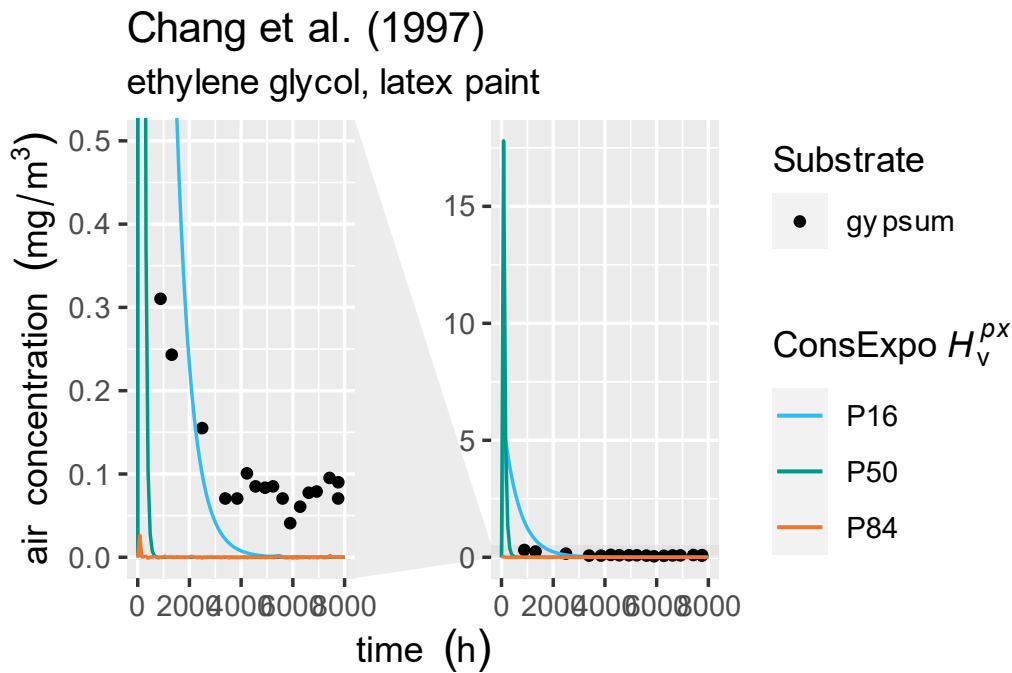 Chang et al. (1997)
ethylene glycol, latex paint
air concentration (mg/m³)
0.5
0.4
0.3
0.2
0.1
0.0
0 2000 4000 6000 8000
15
10
5
0
0 2000 4000 6000 8000
time (h)
Substrate
gypsum
ConsExpo H_v^px
P16
P50
P84